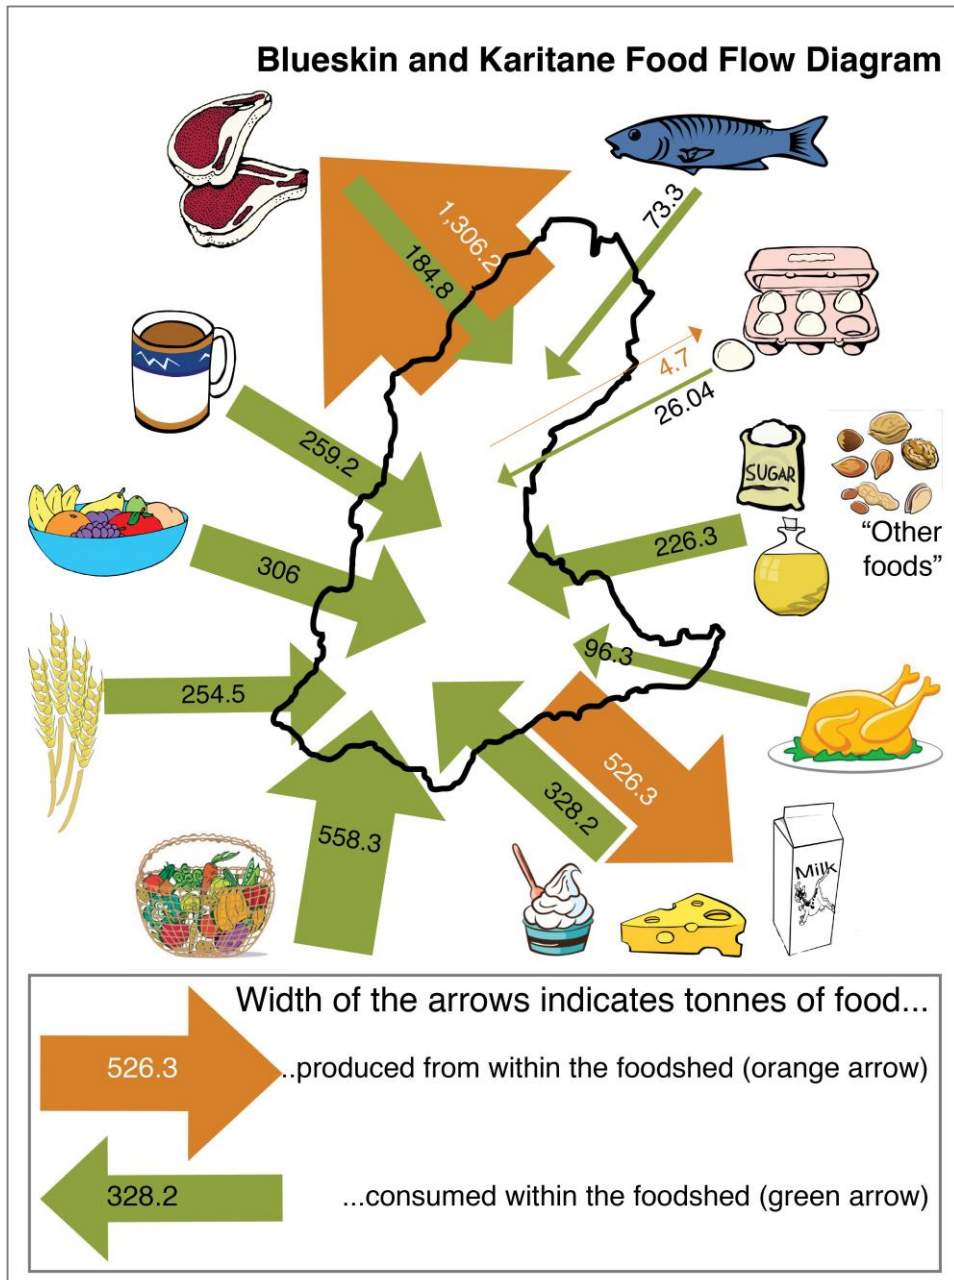 Blueskin and Karitane Food Flow Diagram
1,306.2
184.8
73.3
4.7
26.04
259.2
SUGAR
226.3
"Other
foods"
306
96.3
254.5
526.3
328.2
558.3
Milk
Width of the arrows indicates tonnes of food...
526.3
..produced from within the foodshed (orange arrow)
328.2
...consumed within the foodshed (green arrow)